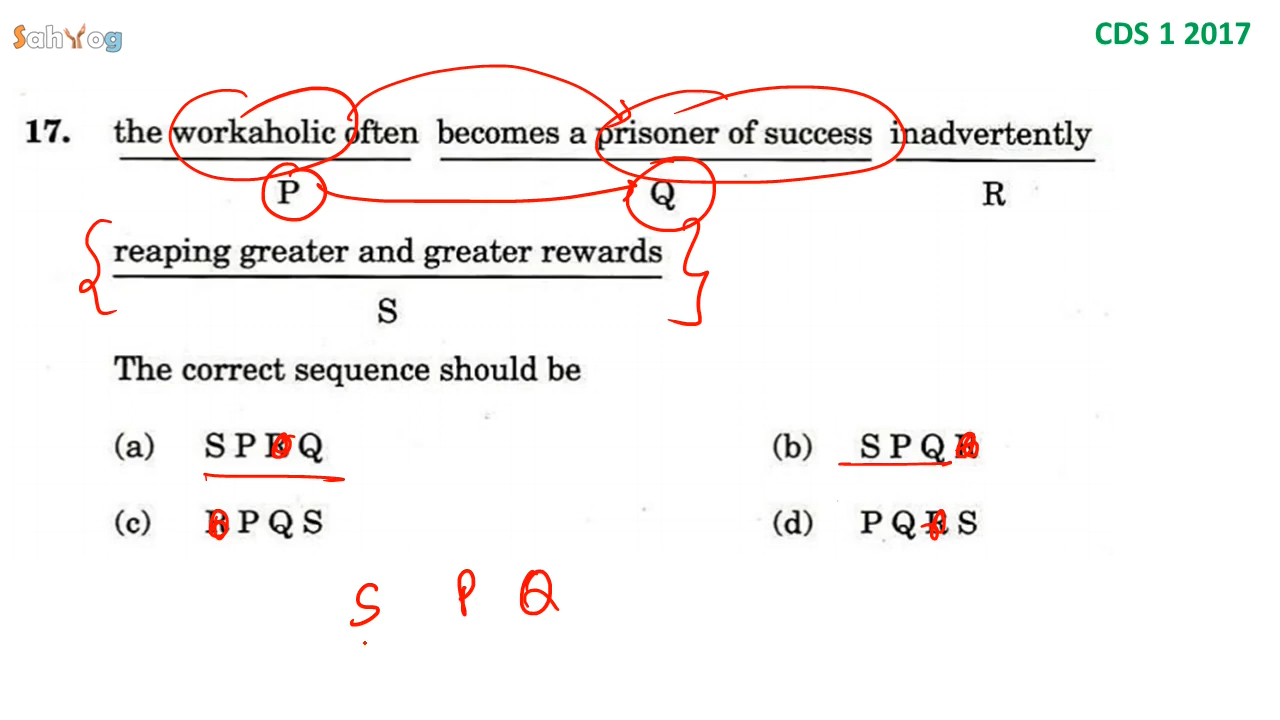 SahYog
CDS 1 2017
17. the workaholic often becomes a prisoner of success inadvertently
P Q R
reaping greater and greater rewards
S
The correct sequence should be
(a) S P R Q
(b) S P Q R
(c) R P Q S
(d) P Q R S
S P Q